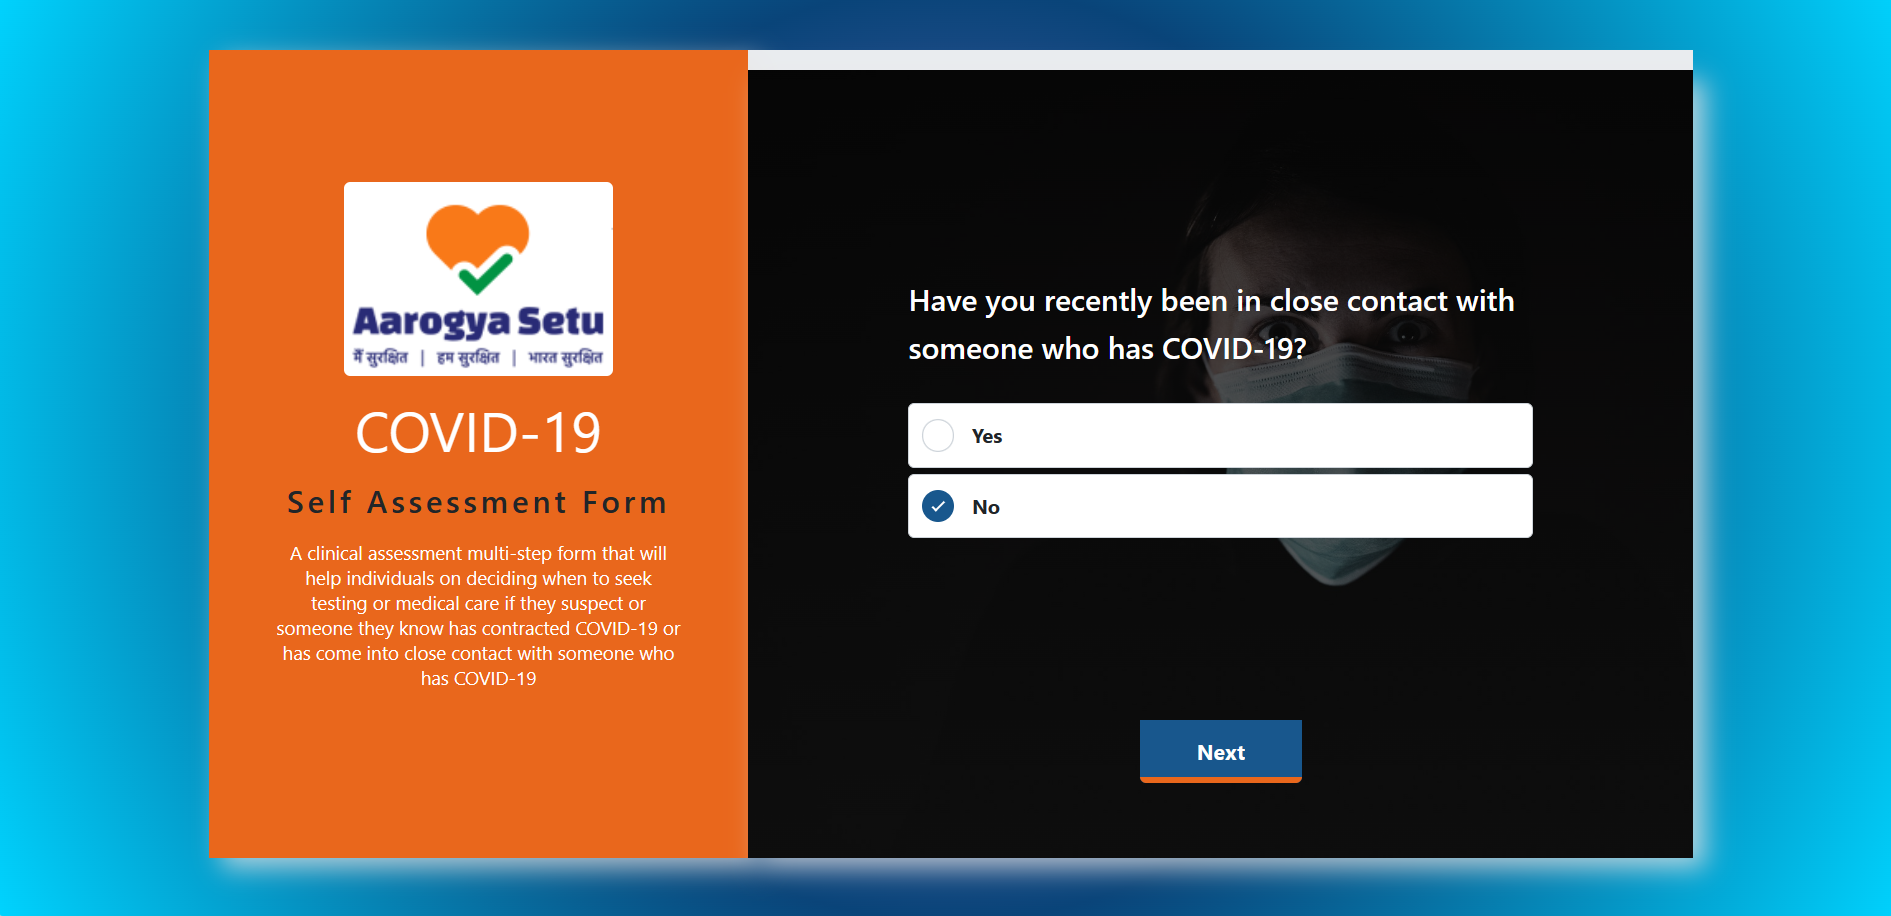 Aarogya Setu
मैं सुरक्षित | हम सुरक्षित | भारत सुरक्षित
COVID-19
Self Assessment Form
A clinical assessment multi-step form that will
help individuals on deciding when to seek
testing or medical care if they suspect or
someone they know has contracted COVID-19 or
has come into close contact with someone who
has COVID-19
Have you recently been in close contact with
someone who has COVID-19?
Yes
No
Next